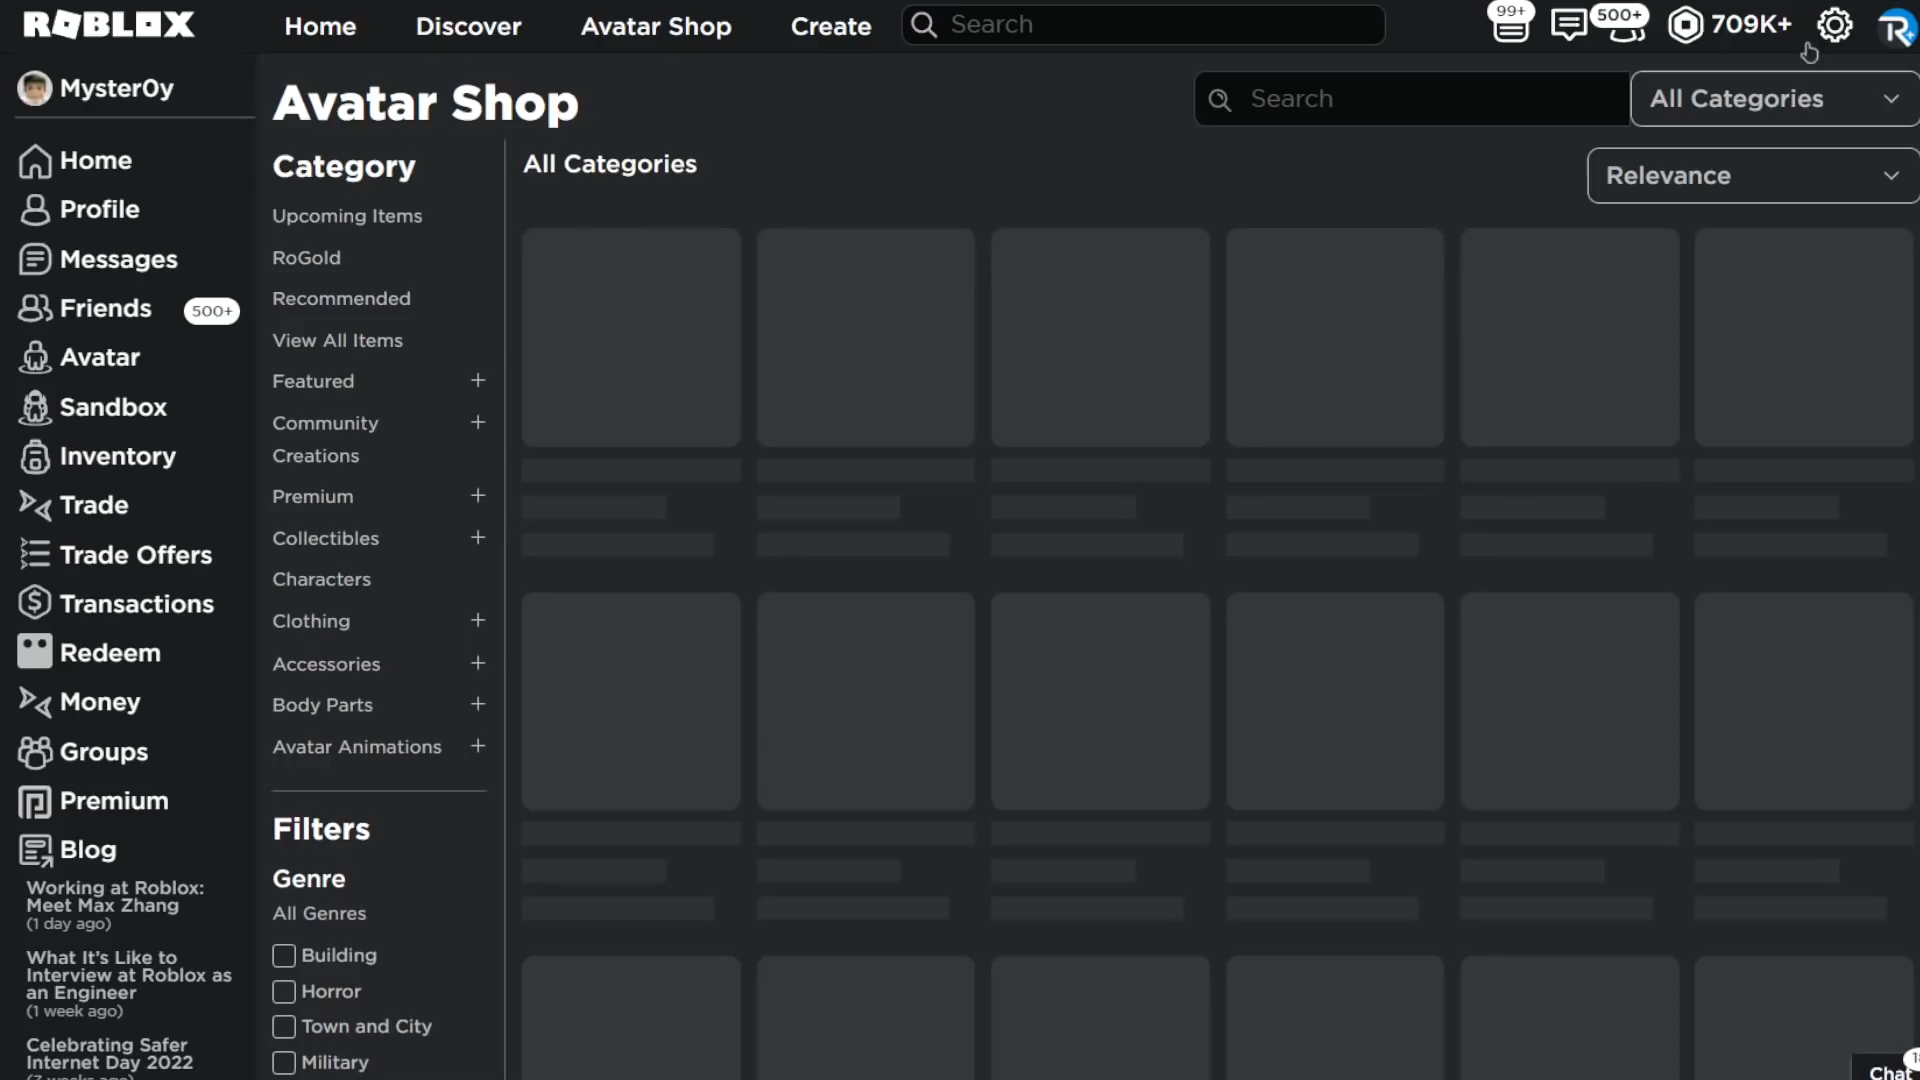 ROBLOX
Home
Discover
Avatar Shop
Create
Search
99+
500+
709K+
Myster0y
Home
Profile
Messages
Friends
500+
Avatar
Sandbox
Inventory
Trade
Trade Offers
Transactions
Redeem
Money
Groups
Premium
Blog
Working at Roblox:
Meet Max Zhang
(1 day ago)
What It's Like to
Interview at Roblox as
an Engineer
(1 week ago)
Celebrating Safer
Internet Day 2022
Avatar Shop
Search
All Categories
Category
Upcoming Items
RoGold
Recommended
View All Items
Featured +
Community +
Creations
Premium +
Collectibles +
Characters
Clothing +
Accessories +
Body Parts +
Avatar Animations +
Filters
Genre
All Genres
Building
Horror
Town and City
Military
All Categories
Relevance
Chat